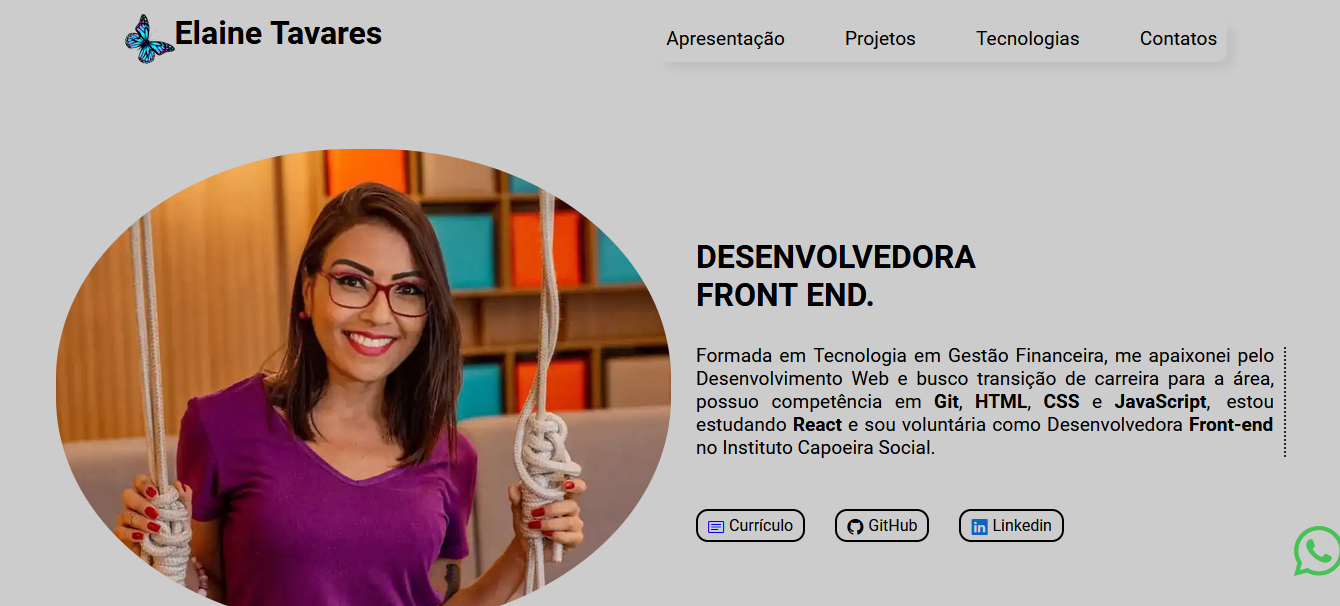 Elaine Tavares
Apresentação
Projetos
Tecnologias
Contatos
DESENVOLVEDORA
FRONT END.
Formada em Tecnologia em Gestão Financeira, me apaixonei pelo
Desenvolvimento Web e busco transição de carreira para a área,
possuo competência em Git, HTML, CSS e JavaScript, estou
estudando React e sou voluntária como Desenvolvedora Front-end
no Instituto Capoeira Social.
Currículo
GitHub
Linkedin